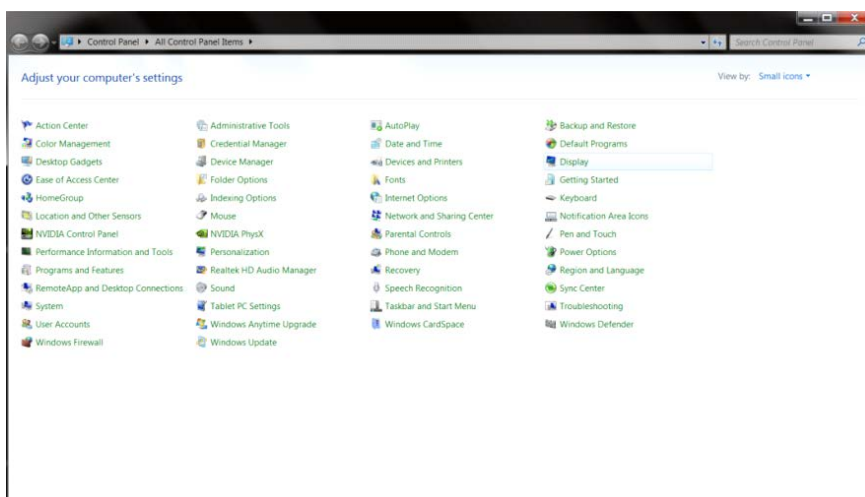 Control Panel All Control Panel Items
Search Control Panel
Adjust your computer's settings
View by: Small icons
Action Center Administrative Tools AutoPlay Backup and Restore
Color Management Credential Manager Date and Time Default Programs
Desktop Gadgets Device Manager Devices and Printers Display
Ease of Access Center Folder Options Fonts Getting Started
HomeGroup Indexing Options Internet Options Keyboard
Location and Other Sensors Mouse Network and Sharing Center Notification Area Icons
NVIDIA Control Panel NVIDIA PhysX Parental Controls Pen and Touch
Performance Information and Tools Personalization Phone and Modem Power Options
Programs and Features Realtek HD Audio Manager Recovery Region and Language
RemoteApp and Desktop Connections Sound Speech Recognition Sync Center
System Tablet PC Settings Taskbar and Start Menu Troubleshooting
User Accounts Windows Anytime Upgrade Windows CardSpace Windows Defender
Windows Firewall Windows Update